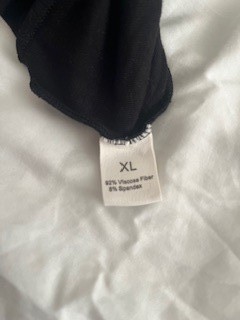 XL
92% Viscose Fiber
8% Spandex